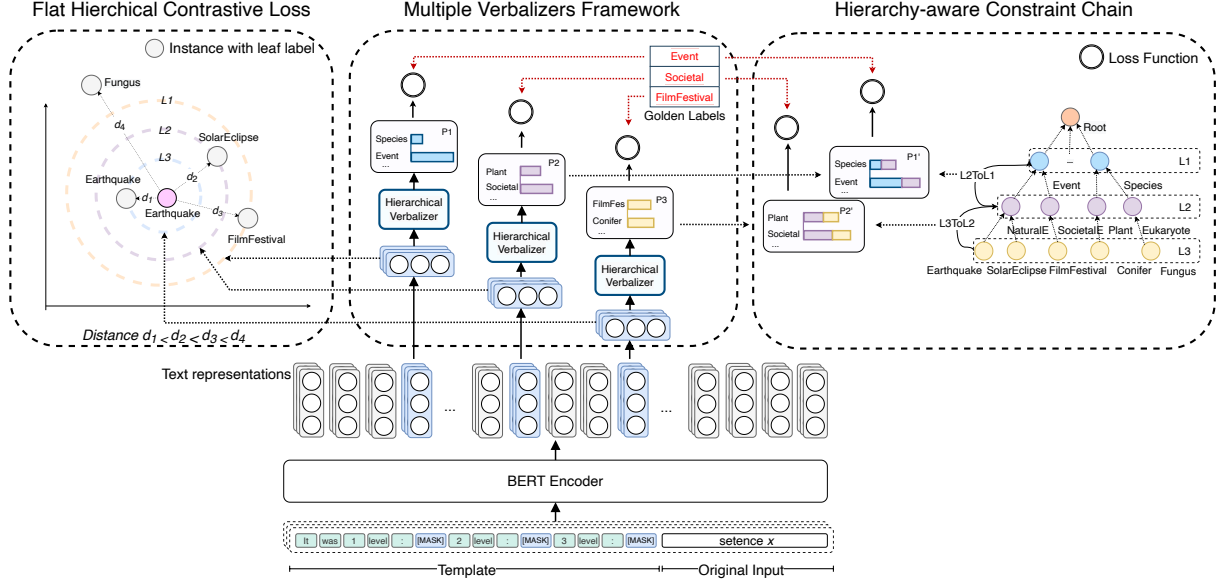 Flat Hierchical Contrastive Loss
Multiple Verbalizers Framework
Hierarchy-aware Constraint Chain
Instance with leaf label
Fungus
L1
d4
L2
SolarEclipse
L3
d2
Earthquake
d1
d3
Earthquake
FilmFestival
Distance d1 < d2 < d3 < d4
Event
Societal
FilmFestival
Golden Labels
P1
Species
Event
...
Hierarchical
Verbalizer
P2
Plant
Societal
...
Hierarchical
Verbalizer
P3
FilmFes
Conifer
...
Hierarchical
Verbalizer
Loss Function
P1'
Species
Event
...
P2'
Plant
Societal
...
Root
...
L1
L2ToL1
Event
Species
L2
L3ToL2
NaturalE
SocietalE
Plant
Eukaryote
L3
Earthquake
SolarEclipse
FilmFestival
Conifer
Fungus
Text representations
...
...
BERT Encoder
It was 1 level : [MASK] 2 level : [MASK] 3 level : [MASK] setence x
Template
Original Input